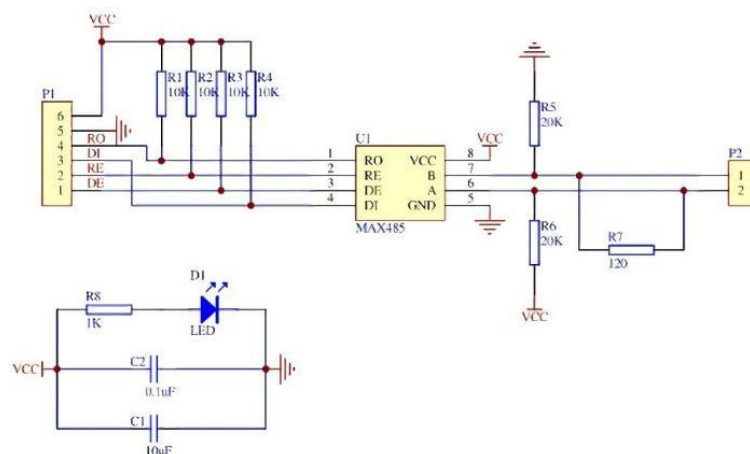 VCC
P1
6
5
4
3
2
1
RO
DI
RE
DE
R1
10K
R2
10K
R3
10K
R4
10K
U1
1
2
3
4
RO
RE
DE
DI
VCC
B
A
GND
8
7
6
5
MAX485
VCC
R5
20K
R6
20K
VCC
R7
120
P2
1
2
D1
LED
R8
1K
VCC
C2
0.1uF
C1
10uF